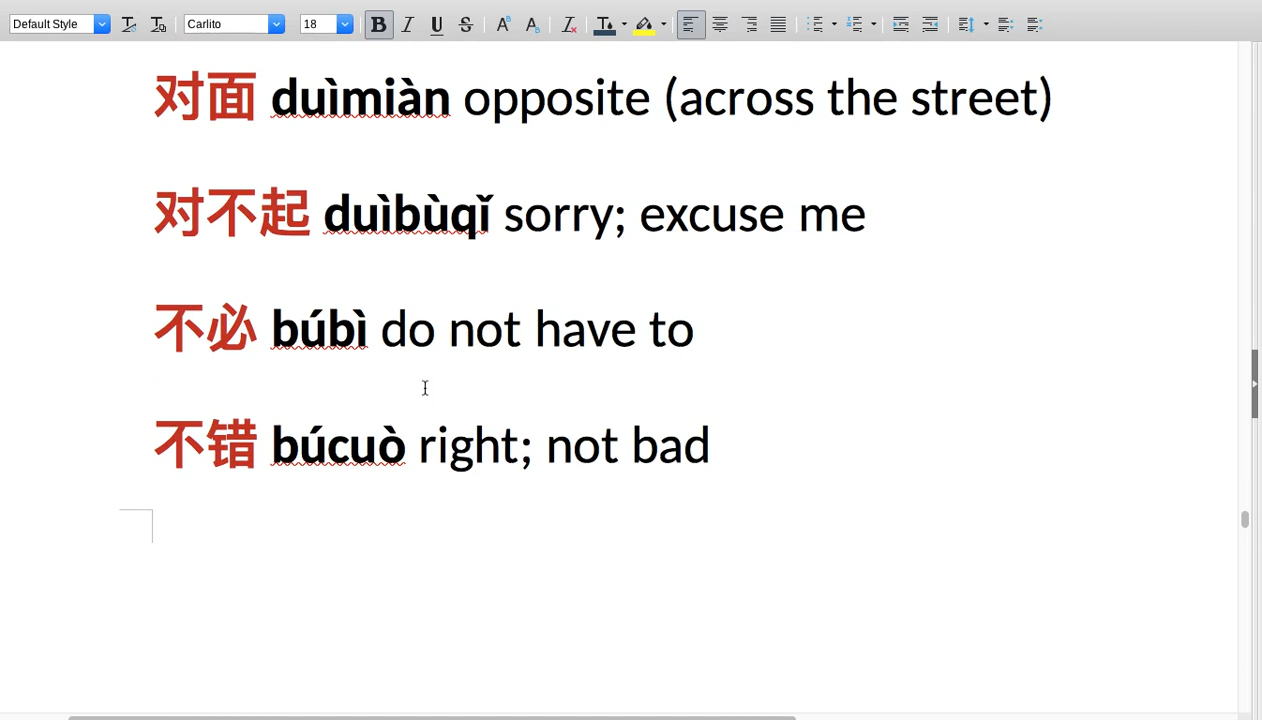 Default Style Carlito 18
对面 duìmiàn opposite (across the street)
对不起 duìbùqǐ sorry; excuse me
不必 búbì do not have to
不错 búcuò right; not bad